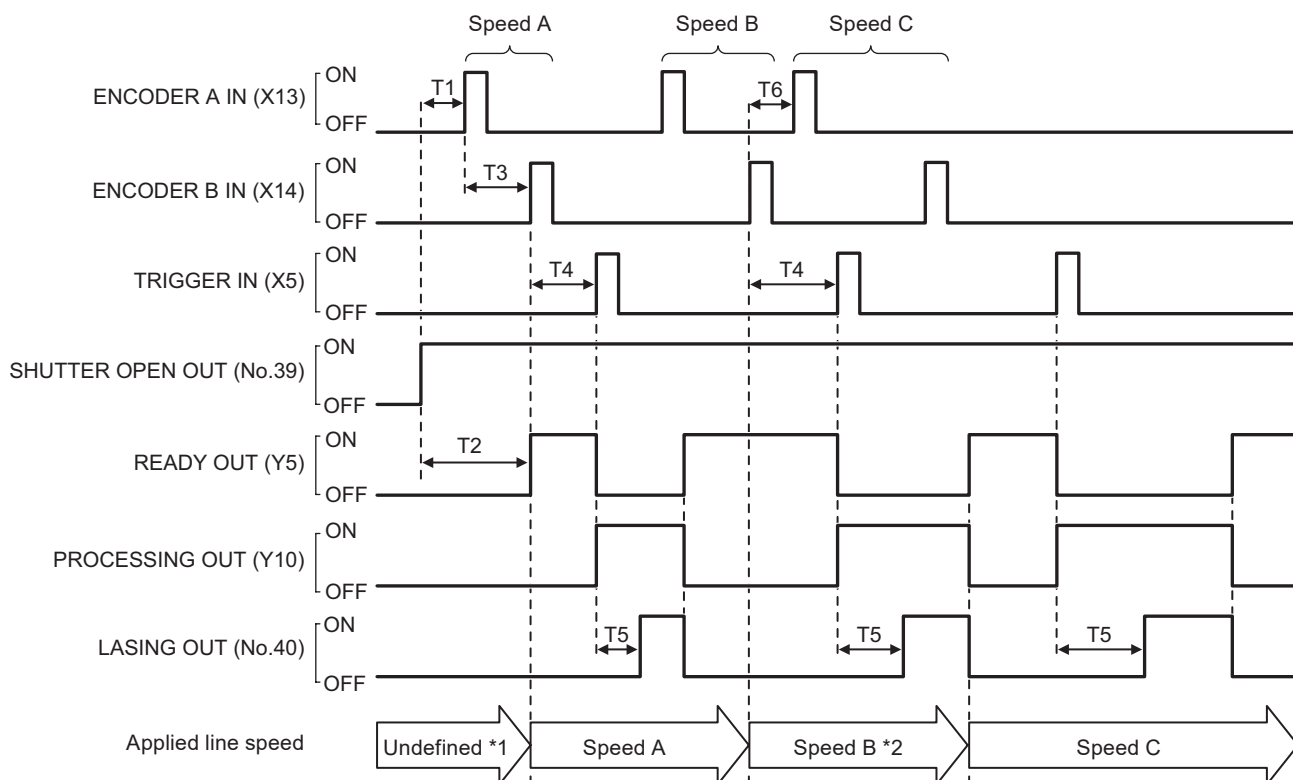 Speed A Speed B Speed C
ENCODER A IN (X13) ON OFF T1 T6
ENCODER B IN (X14) ON OFF T3
TRIGGER IN (X5) ON OFF T4 T4
SHUTTER OPEN OUT (No.39) ON OFF
READY OUT (Y5) ON OFF T2
PROCESSING OUT (Y10) ON OFF
LASING OUT (No.40) ON OFF T5 T5 T5
Applied line speed Undefined *1 Speed A Speed B *2 Speed C